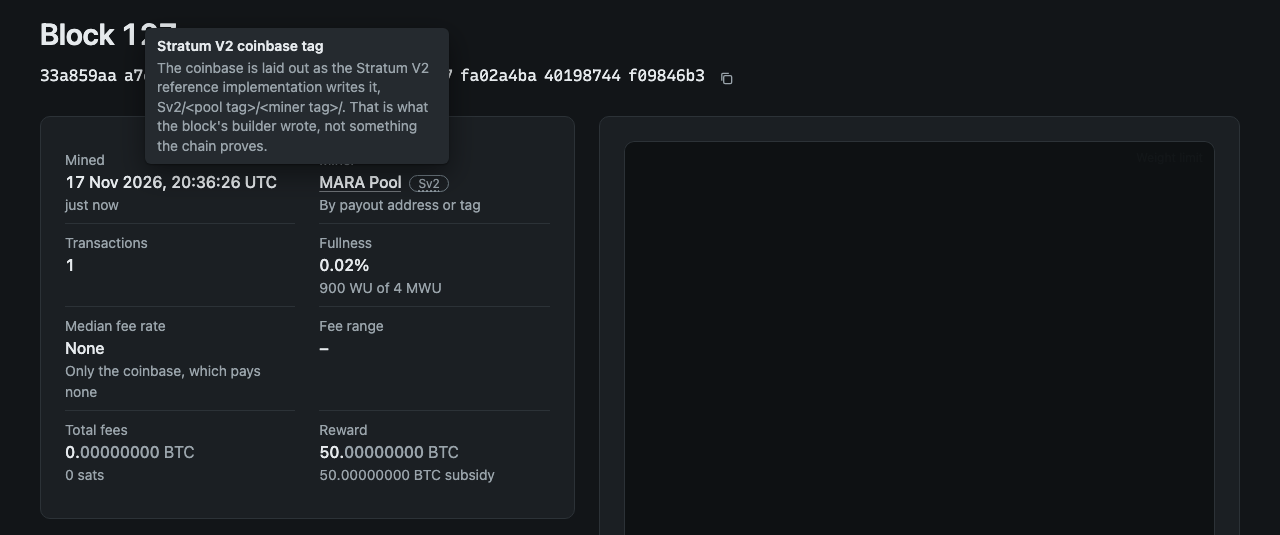 Block 127
Stratum V2 coinbase tag
The coinbase is laid out as the Stratum V2
reference implementation writes it,
Sv2/<pool tag>/<miner tag>/. That is what
the block's builder wrote, not something
the chain proves.
33a859aa fa02a4ba 40198744 f09846b3
Mined
17 Nov 2026, 20:36:26 UTC
just now
MARA Pool Sv2
By payout address or tag
Transactions
1
Fullness
0.02%
900 WU of 4 MWU
Median fee rate
None
Only the coinbase, which pays
none
Fee range
–
Total fees
0.00000000 BTC
0 sats
Reward
50.00000000 BTC
50.00000000 BTC subsidy